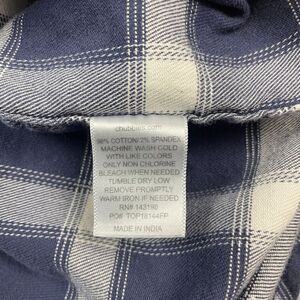 chubbies.com
98% COTTON/ 2% SPANDEX
MACHINE WASH COLD
WITH LIKE COLORS
ONLY NON CHLORINE
BLEACH WHEN NEEDED
TUMBLE DRY LOW
REMOVE PROMPTLY
WARM IRON IF NEEDED
RN# 143190
PO# TOP18144FP
MADE IN INDIA